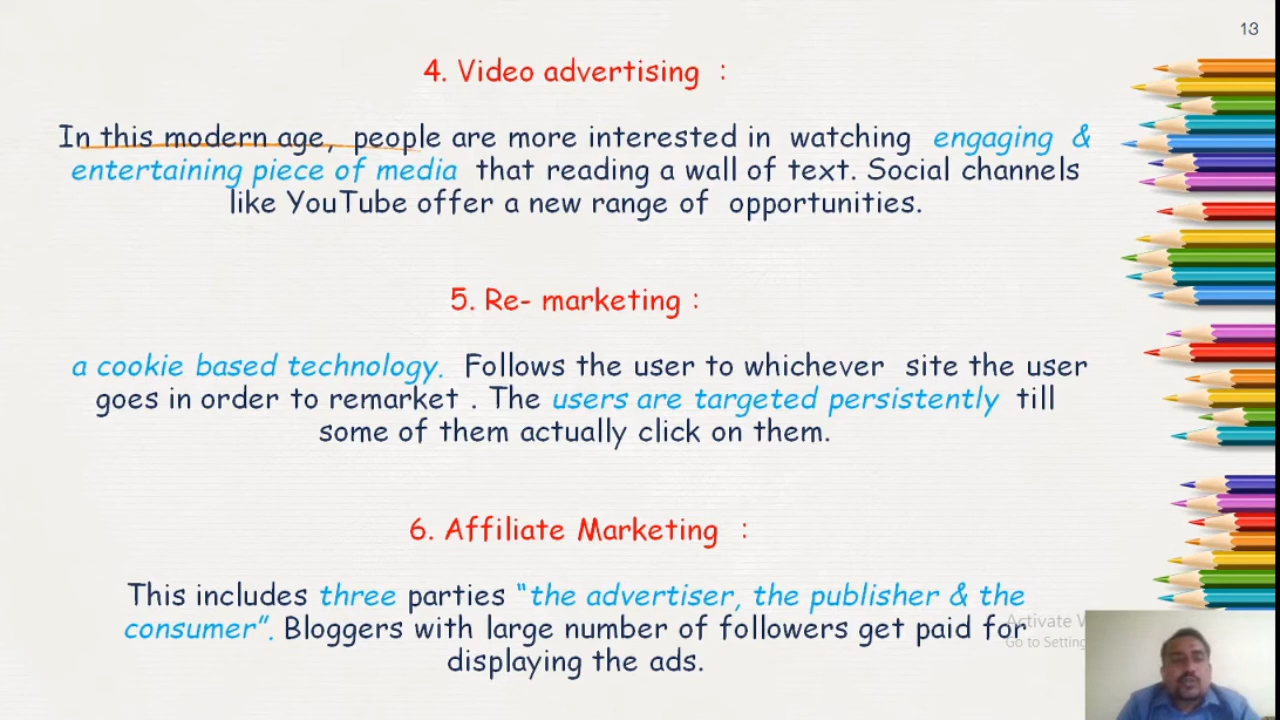 13
4. Video advertising :
In this modern age, people are more interested in watching engaging &
entertaining piece of media that reading a wall of text. Social channels
like YouTube offer a new range of opportunities.
5. Re- marketing :
a cookie based technology. Follows the user to whichever site the user
goes in order to remarket . The users are targeted persistently till
some of them actually click on them.
6. Affiliate Marketing :
This includes three parties "the advertiser, the publisher & the
consumer". Bloggers with large number of followers get paid for
displaying the ads.
Activate
Go to Setting